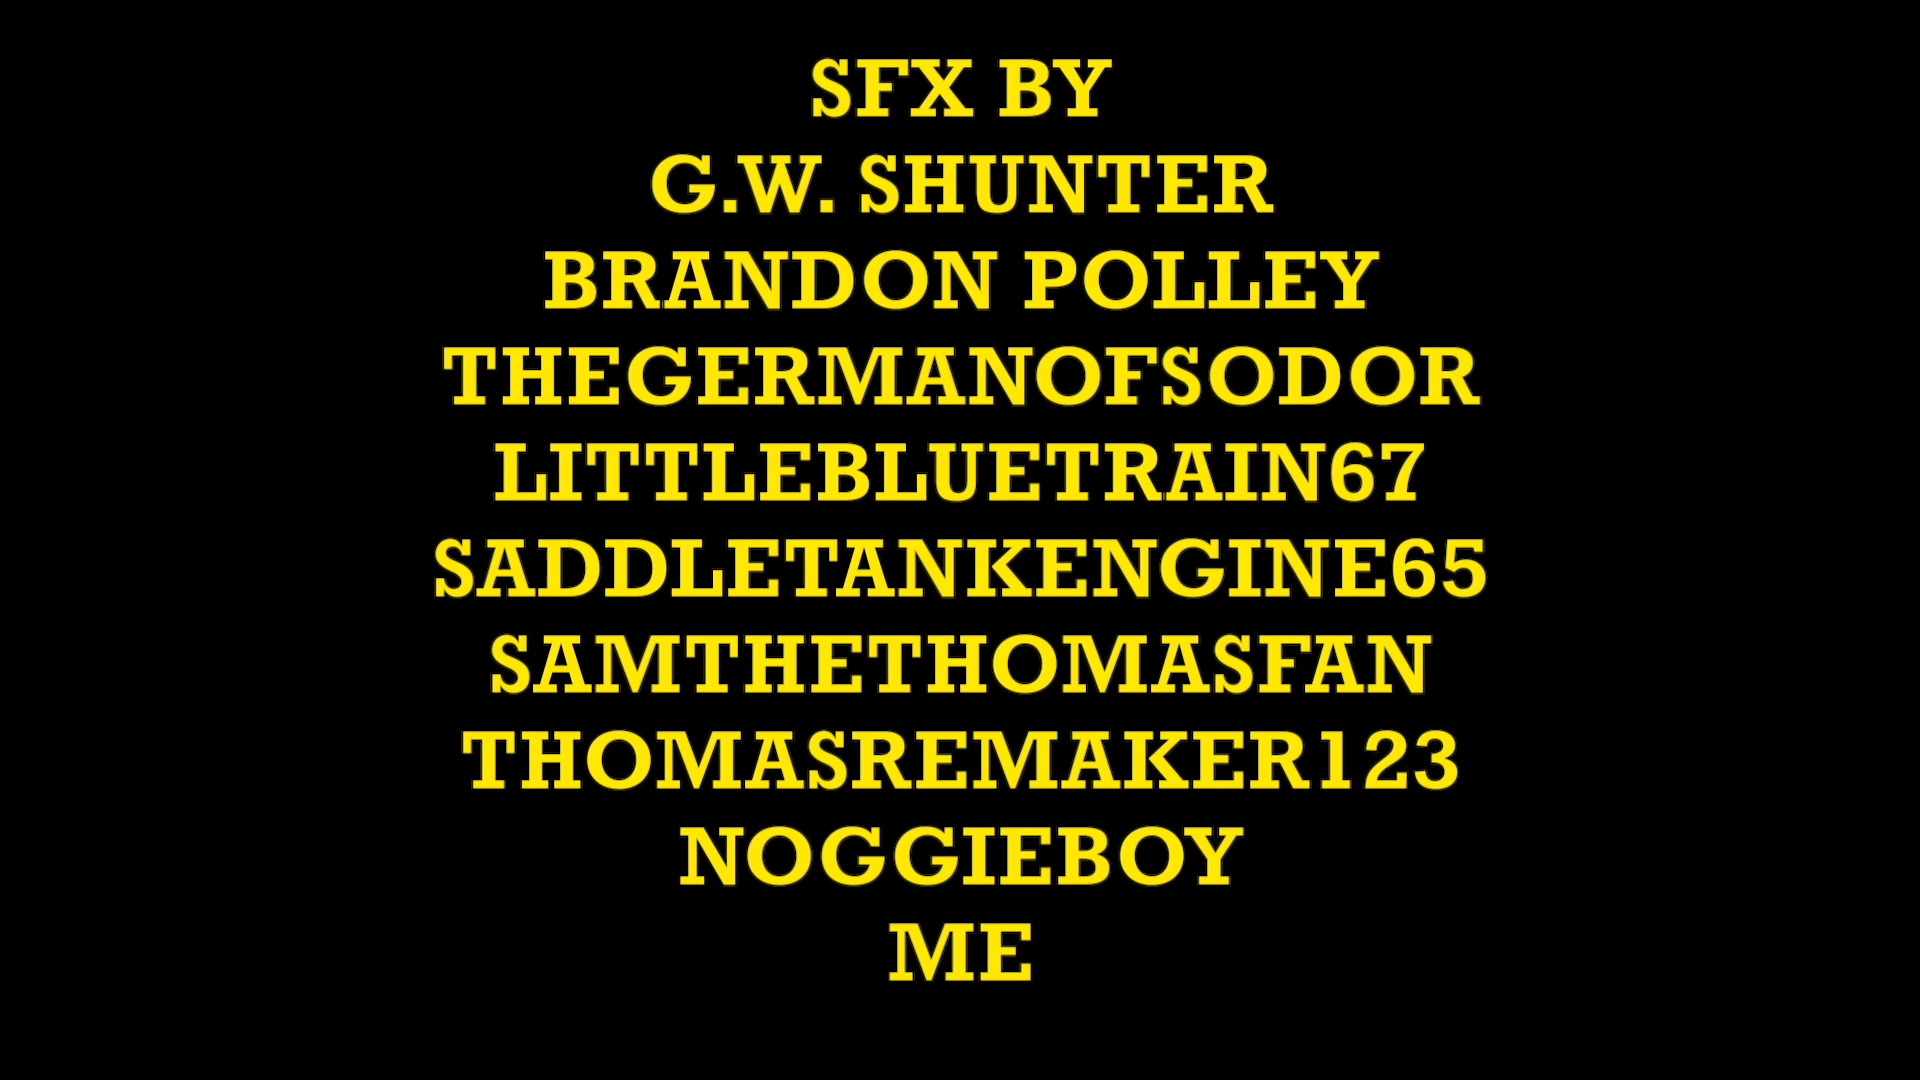 SFX BY
G.W. SHUNTER
BRANDON POLLEY
THEGERMANOFSODOR
LITTLEBLUETRAIN67
SADDLETANKENGINE65
SAMTHETHOMASFAN
THOMASREMAKER123
NOGGIEBOY
ME